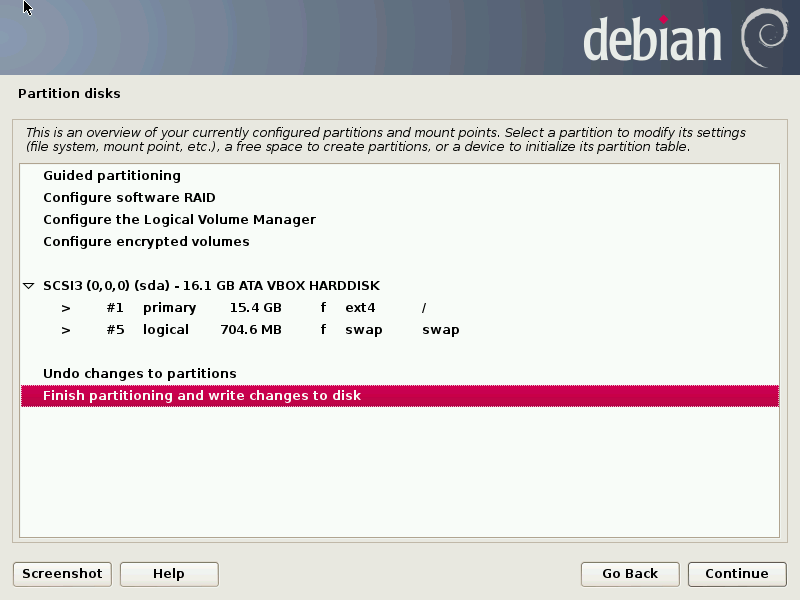 debian
Partition disks
This is an overview of your currently configured partitions and mount points. Select a partition to modify its settings
(file system, mount point, etc.), a free space to create partitions, or a device to initialize its partition table.
Guided partitioning
Configure software RAID
Configure the Logical Volume Manager
Configure encrypted volumes
SCSI3 (0,0,0) (sda) - 16.1 GB ATA VBOX HARDDISK
> #1 primary 15.4 GB f ext4 /
> #5 logical 704.6 MB f swap swap
Undo changes to partitions
Finish partitioning and write changes to disk
Screenshot Help Go Back Continue